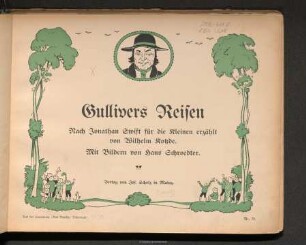 Gullivers Reisen
Nach Jonathan Swift für die Kleinen erzählt
von Wilhelm Kotzde.
Mit Bildern von Hans Schroedter.
Verlag von Jos. Scholz in Mainz.
Nr.